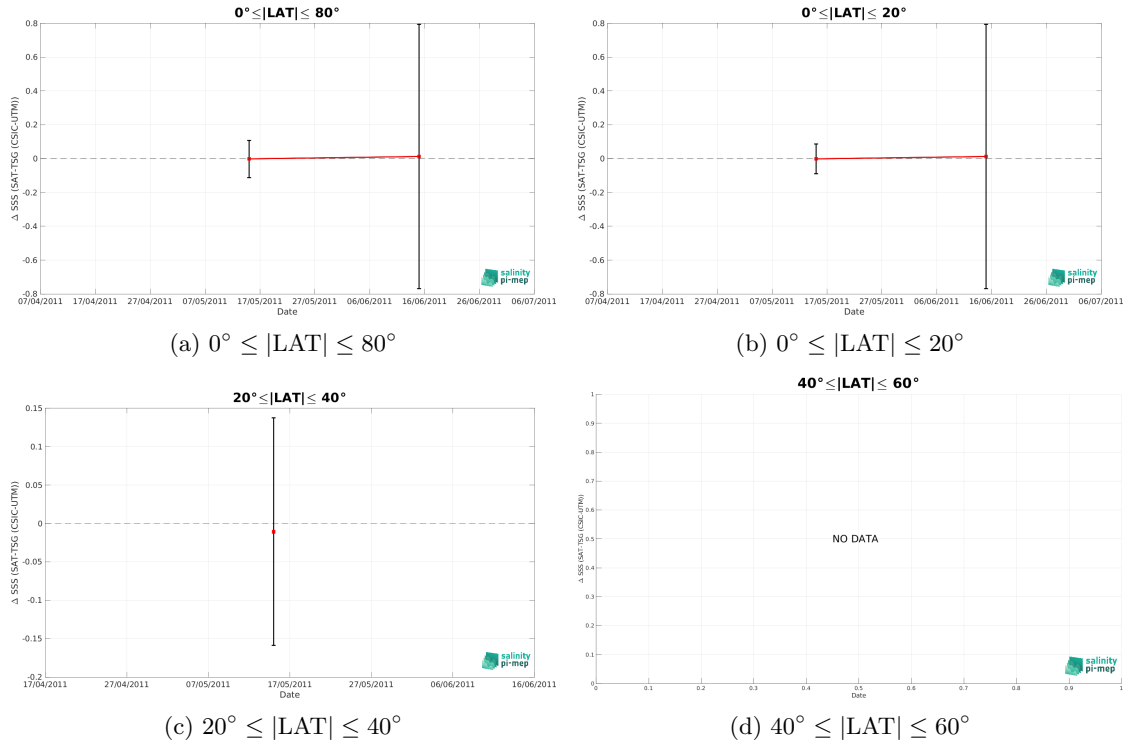 0°≤|LAT|≤ 80°
0.8
0.6
0.4
0.2
0
-0.2
-0.4
-0.6
-0.8
Δ SSS (SAT-TSG (CSIC-UTM))
07/04/2011 17/04/2011 27/04/2011 07/05/2011 17/05/2011 27/05/2011 06/06/2011 16/06/2011 26/06/2011 06/07/2011
Date
salinity
pi-mep
(a) 0° ≤ |LAT| ≤ 80°
0°≤|LAT|≤ 20°
0.8
0.6
0.4
0.2
0
-0.2
-0.4
-0.6
-0.8
Δ SSS (SAT-TSG (CSIC-UTM))
07/04/2011 17/04/2011 27/04/2011 07/05/2011 17/05/2011 27/05/2011 06/06/2011 16/06/2011 26/06/2011 06/07/2011
Date
salinity
pi-mep
(b) 0° ≤ |LAT| ≤ 20°
20°≤|LAT|≤ 40°
0.15
0.1
0.05
0
-0.05
-0.1
-0.15
-0.2
Δ SSS (SAT-TSG (CSIC-UTM))
17/04/2011 27/04/2011 07/05/2011 17/05/2011 27/05/2011 06/06/2011 16/06/2011
Date
salinity
pi-mep
(c) 20° ≤ |LAT| ≤ 40°
40°≤|LAT|≤ 60°
1
0.9
0.8
0.7
0.6
0.5
0.4
0.3
0.2
0.1
0
Δ SSS (SAT-TSG (CSIC-UTM))
NO DATA
0 0.1 0.2 0.3 0.4 0.5 0.6 0.7 0.8 0.9 1
Date
salinity
pi-mep
(d) 40° ≤ |LAT| ≤ 60°